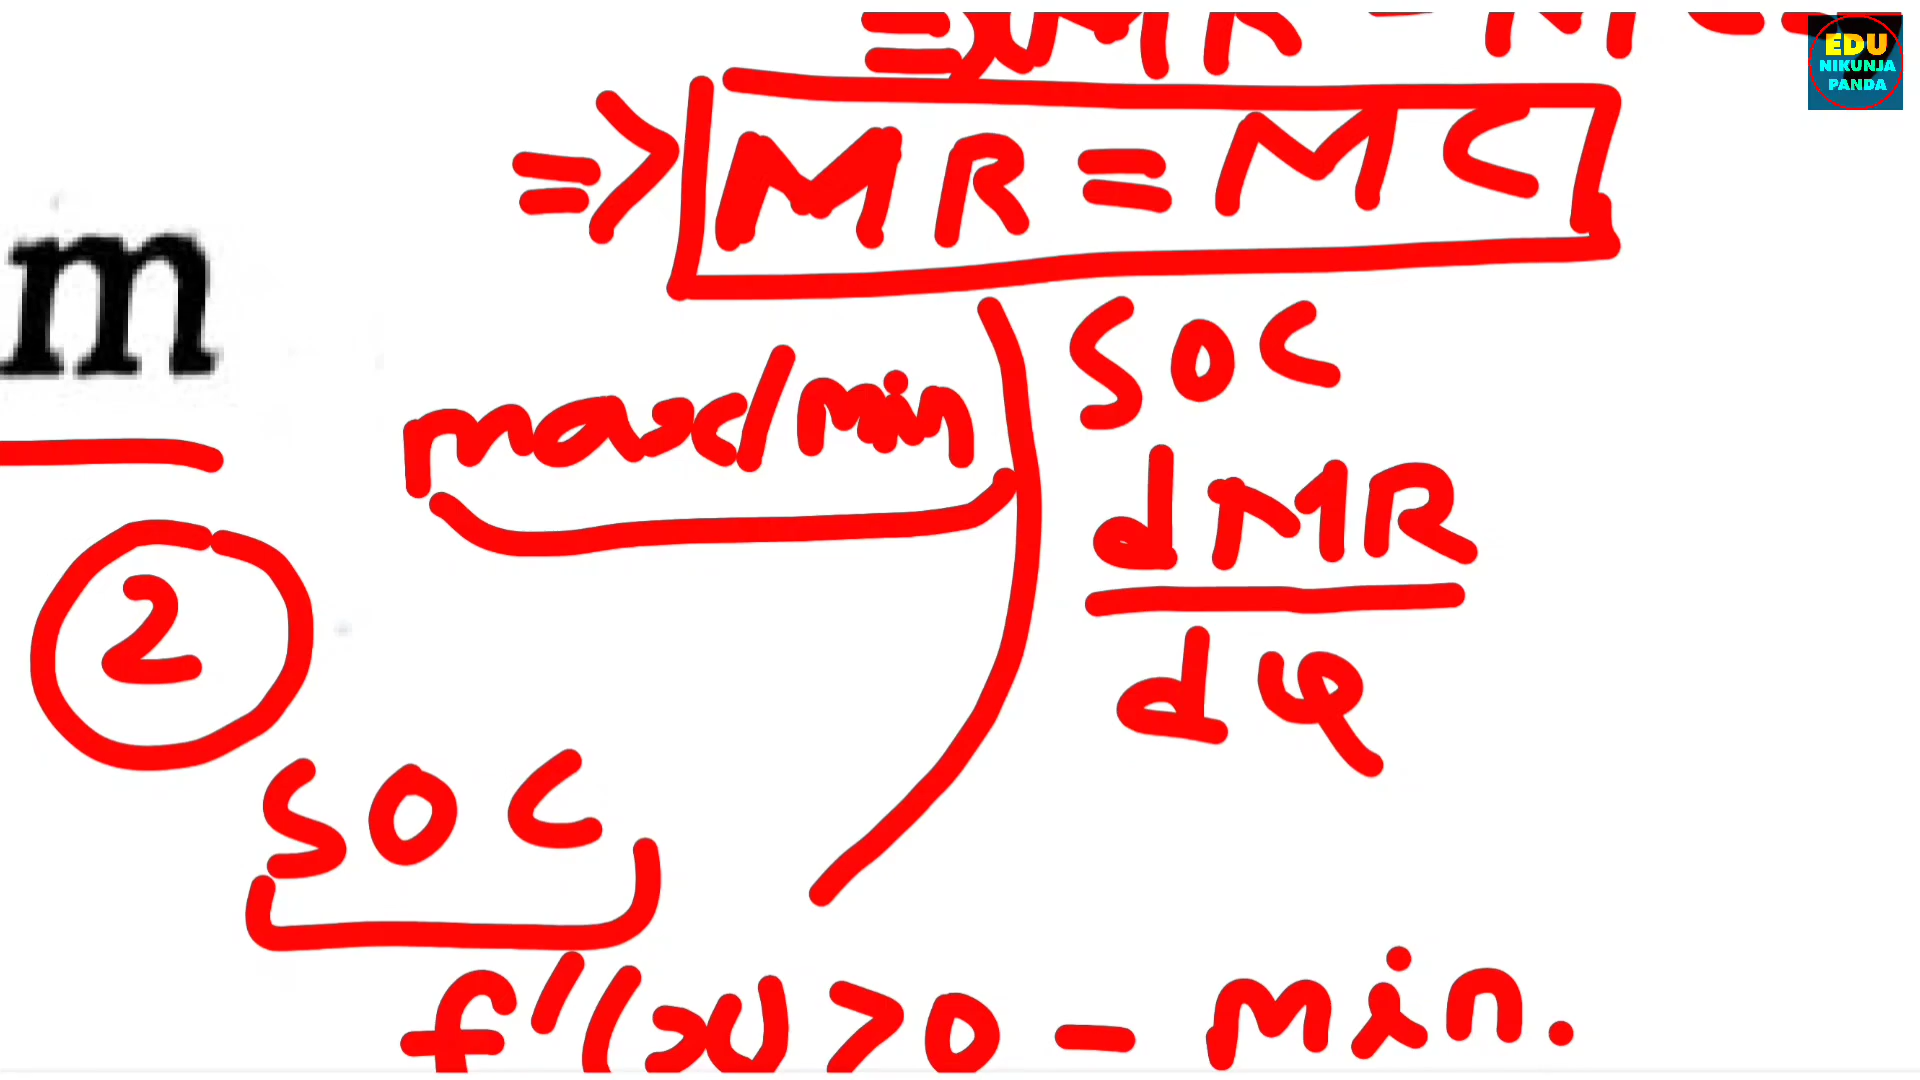 => MR = MC
m
max/min
SOC
dMR
dQ
2
SOC
f''(x) > 0 - min.
EDU
NIKUNJA
PANDA